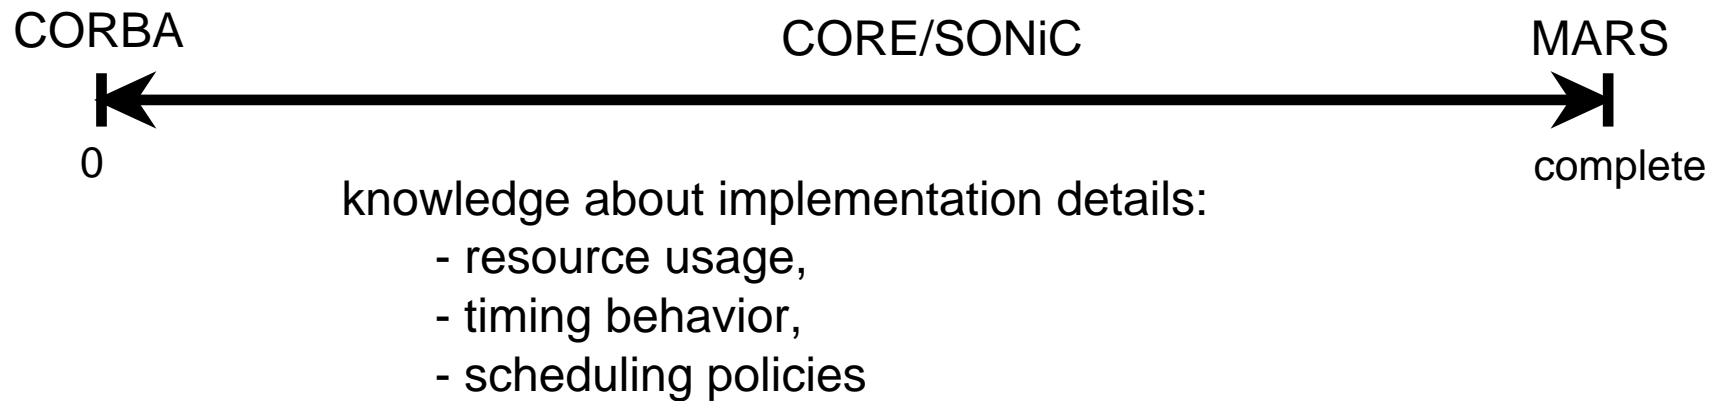 CORBA
CORE/SONiC
MARS
0
complete
knowledge about implementation details:
- resource usage,
- timing behavior,
- scheduling policies